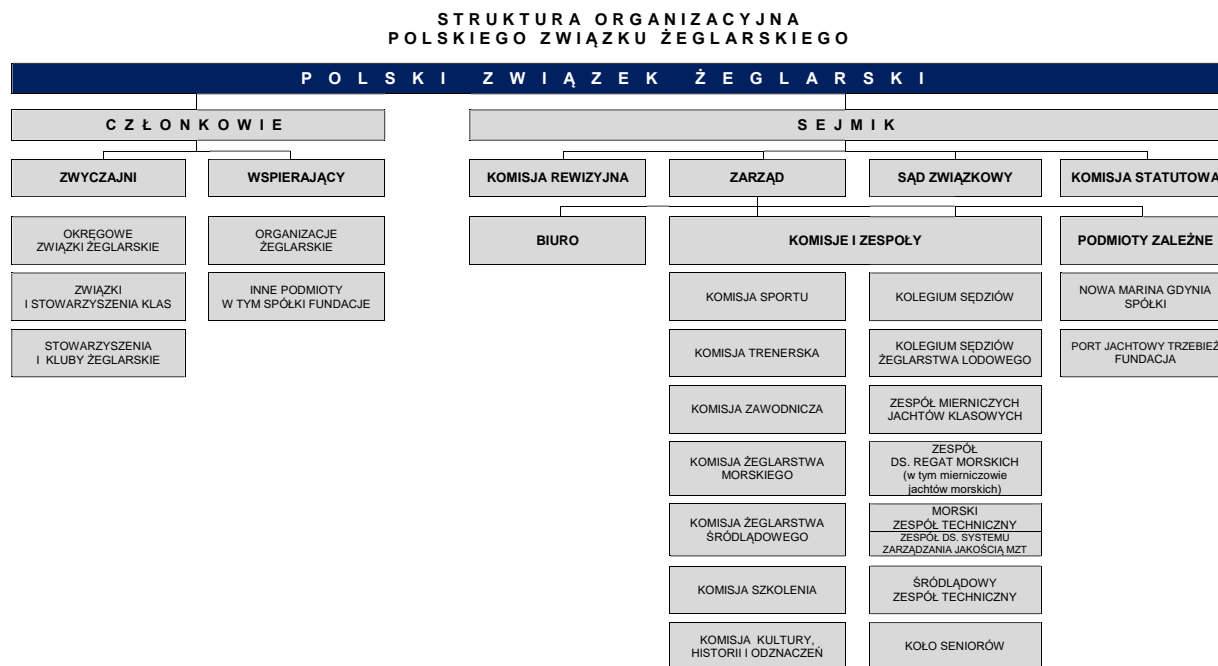 STRUKTURA ORGANIZACYJNA
POLSKIEGO ZWIĄZKU ŻEGLARSKIEGO
POLSKI ZWIĄZEK ŻEGLARSKI
CZŁONKOWIE
SEJMIK
ZWYCZAJNI
WSPIERAJĄCY
KOMISJA REWIZYJNA
ZARZĄD
SĄD ZWIĄZKOWY
KOMISJA STATUTOWA
OKRĘGOWE
ZWIĄZKI ŻEGLARSKIE
ORGANIZACJE
ŻEGLARSKIE
BIURO
KOMISJE I ZESPOŁY
PODMIOTY ZALEŻNE
ZWIĄZKI
I STOWARZYSZENIA KLAS
INNE PODMIOTY
W TYM SPÓŁKI FUNDACJE
KOMISJA SPORTU
KOLEGIUM SĘDZIÓW
NOWA MARINA GDYNIA
SPÓŁKI
STOWARZYSZENIA
I KLUBY ŻEGLARSKIE
KOMISJA TRENERSKA
KOLEGIUM SĘDZIÓW
ŻEGLARSTWA LODOWEGO
PORT JACHTOWY TRZEBIEŻ
FUNDACJA
KOMISJA ZAWODNICZA
ZESPÓŁ MIERNICZYCH
JACHTÓW KLASOWYCH
KOMISJA ŻEGLARSTWA
MORSKIEGO
ZESPÓŁ
DS. REGAT MORSKICH
(w tym mierniczowie
jachtów morskich)
KOMISJA ŻEGLARSTWA
ŚRÓDLĄDOWEGO
MORSKI
ZESPÓŁ TECHNICZNY
ZESPÓŁ DS. SYSTEMU
ZARZĄDZANIA JAKOŚCIĄ MZT
KOMISJA SZKOLENIA
ŚRÓDLĄDOWY
ZESPÓŁ TECHNICZNY
KOMISJA KULTURY,
HISTORII I ODZNACZEŃ
KOŁO SENIORÓW